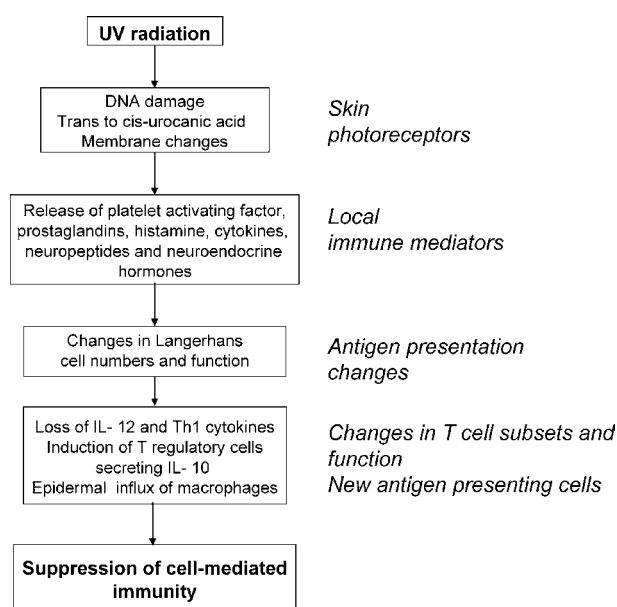 UV radiation
DNA damage
Trans to cis-urocanic acid
Membrane changes
Skin
photoreceptors
Release of platelet activating factor,
prostaglandins, histamine, cytokines,
neuropeptides and neuroendocrine
hormones
Local
immune mediators
Changes in Langerhans
cell numbers and function
Antigen presentation
changes
Loss of IL- 12 and Th1 cytokines
Induction of T regulatory cells
secreting IL- 10
Epidermal influx of macrophages
Changes in T cell subsets and
function
New antigen presenting cells
Suppression of cell-mediated
immunity